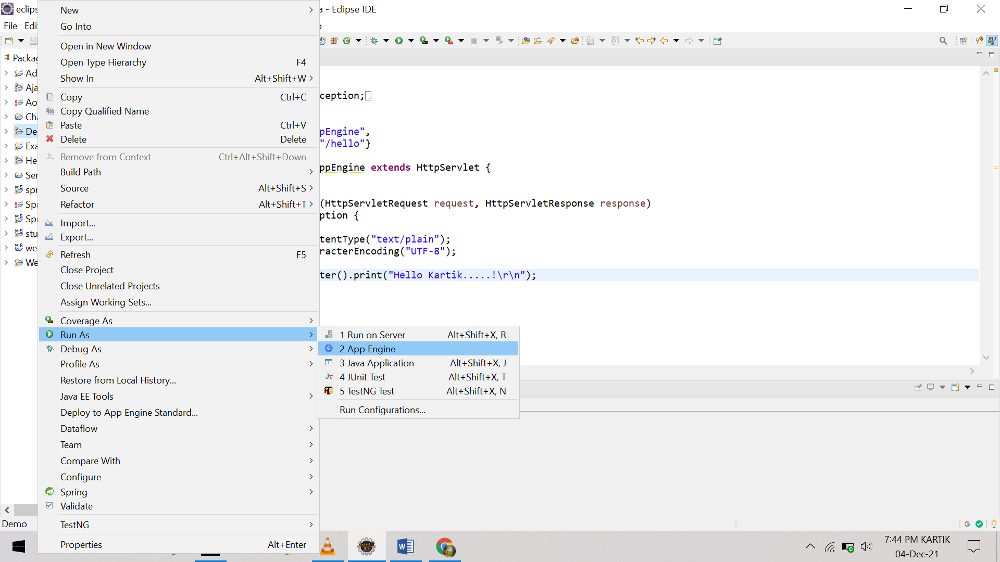 eclips
a - Eclipse IDE
File Edi
Packag
Ad
Aja
Ao
Cha
De
Exa
He
Ser
spr
Spr
Spr
stu
we
We
New
Go Into
Open in New Window
Open Type Hierarchy F4
Show In Alt+Shift+W
Copy Ctrl+C
Copy Qualified Name
Paste Ctrl+V
Delete Delete
Remove from Context Ctrl+Alt+Shift+Down
Build Path
Source Alt+Shift+S
Refactor Alt+Shift+T
Import...
Export...
Refresh F5
Close Project
Close Unrelated Projects
Assign Working Sets...
Coverage As
Run As
Debug As
Profile As
Restore from Local History...
Java EE Tools
Deploy to App Engine Standard...
Dataflow
Team
Compare With
Configure
Spring
Validate
TestNG
Properties Alt+Enter
1 Run on Server Alt+Shift+X, R
2 App Engine
3 Java Application Alt+Shift+X, J
4 JUnit Test Alt+Shift+X, T
5 TestNG Test Alt+Shift+X, N
Run Configurations...
ception;
pEngine",
"/hello"}
ppEngine extends HttpServlet {
(HttpServletRequest request, HttpServletResponse response)
ption {
tentType("text/plain");
racterEncoding("UTF-8");
ter().print("Hello Kartik.....!\r\n");
Demo
7:44 PM KARTIK
04-Dec-21